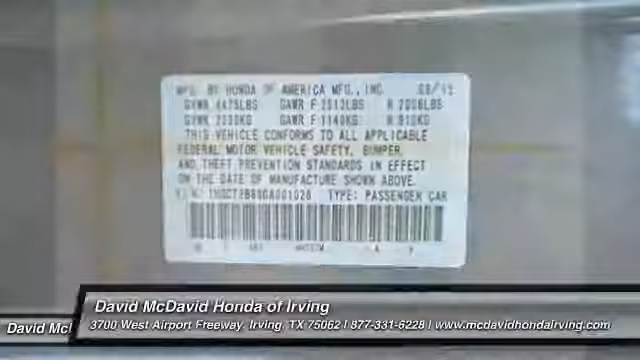 MFG. BY HONDA OF AMERICA MFG., INC.
GVWR 4475LBS GAWR F 2513LBS R 2006LBS
GVWR 2030KG GAWR F 1140KG R 910KG
THIS VEHICLE CONFORMS TO ALL APPLICABLE
FEDERAL MOTOR VEHICLE SAFETY, BUMPER,
AND THEFT PREVENTION STANDARDS IN EFFECT
ON THE DATE OF MANUFACTURE SHOWN ABOVE.
TYPE: PASSENGER CAR
David McDavid Honda of Irving
David Mc
3700 West Airport Freeway, Irving, TX 75062 | 877-331-6228 | www.mcdavidhondairving.com